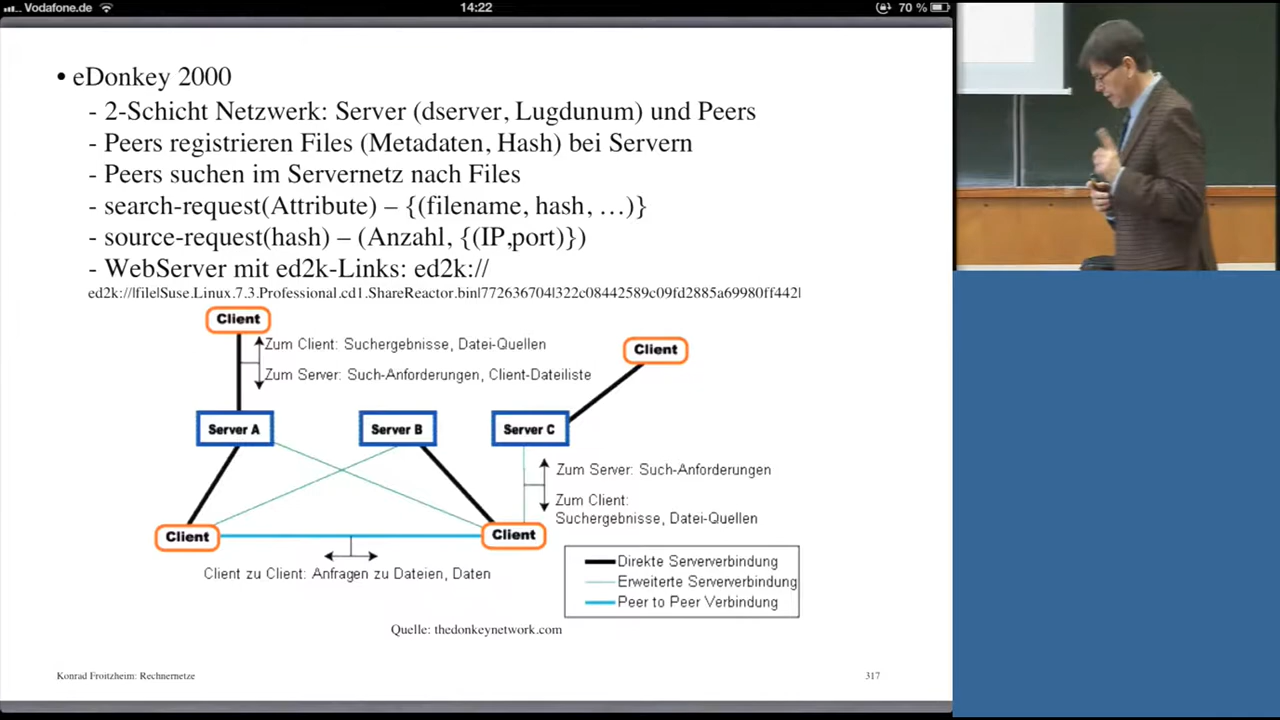 Vodafone.de
14:22
70 %
• eDonkey 2000
- 2-Schicht Netzwerk: Server (dserver, Lugdunum) und Peers
- Peers registrieren Files (Metadaten, Hash) bei Servern
- Peers suchen im Servernetz nach Files
- search-request(Attribute) – {(filename, hash, …)}
- source-request(hash) – (Anzahl, {(IP,port)})
- WebServer mit ed2k-Links: ed2k://
ed2k://|file|Suse.Linux.7.3.Professional.cd1.ShareReactor.bin|772636704|322c08442589c09fd2885a69980ff442|
Client
Zum Client: Suchergebnisse, Datei-Quellen
Client
Zum Server: Such-Anforderungen, Client-Dateiliste
Server A
Server B
Server C
Zum Server: Such-Anforderungen
Zum Client:
Suchergebnisse, Datei-Quellen
Client
Client
Client zu Client: Anfragen zu Dateien, Daten
Direkte Serververbindung
Erweiterte Serververbindung
Peer to Peer Verbindung
Quelle: thedonkeynetwork.com
Konrad Froitzheim: Rechnernetze
317